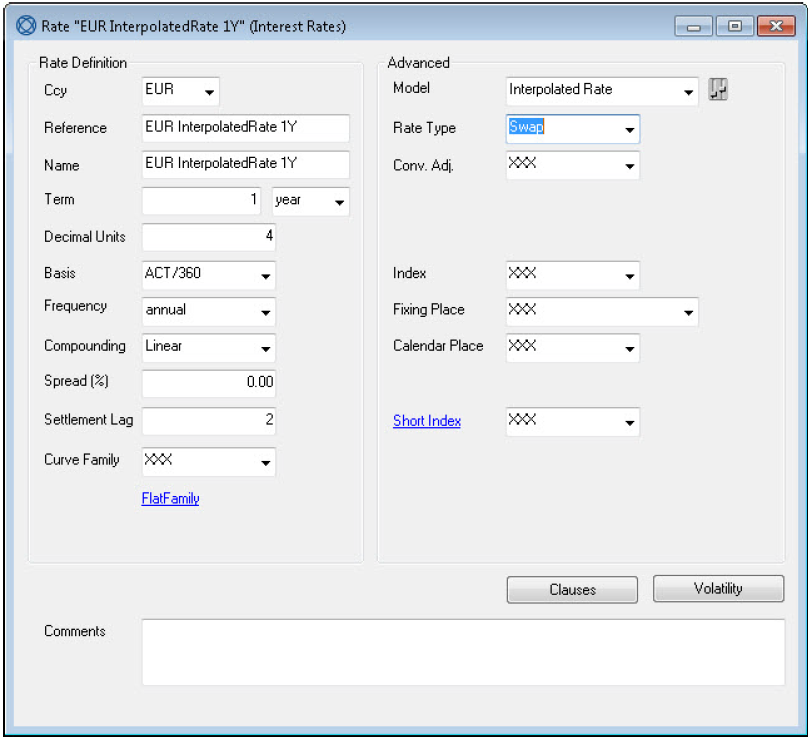 Rate "EUR InterpolatedRate 1Y" (Interest Rates)
Rate Definition
Ccy EUR
Reference EUR InterpolatedRate 1Y
Name EUR InterpolatedRate 1Y
Term 1 year
Decimal Units 4
Basis ACT/360
Frequency annual
Compounding Linear
Spread (%) 0.00
Settlement Lag 2
Curve Family XXX
FlatFamily
Advanced
Model Interpolated Rate
Rate Type Swap
Conv. Adj. XXX
Index XXX
Fixing Place XXX
Calendar Place XXX
Short Index XXX
Clauses Volatility
Comments